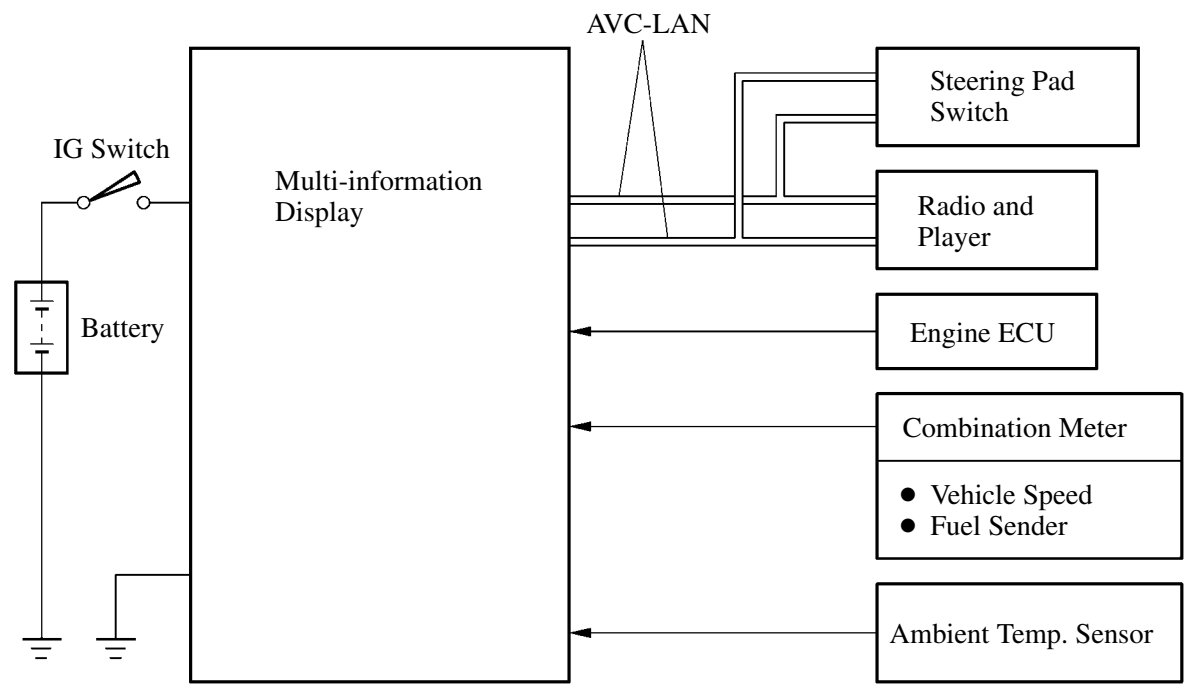 AVC-LAN
Steering Pad
Switch
IG Switch
Multi-information
Display
Radio and
Player
Battery
Engine ECU
Combination Meter
● Vehicle Speed
● Fuel Sender
Ambient Temp. Sensor